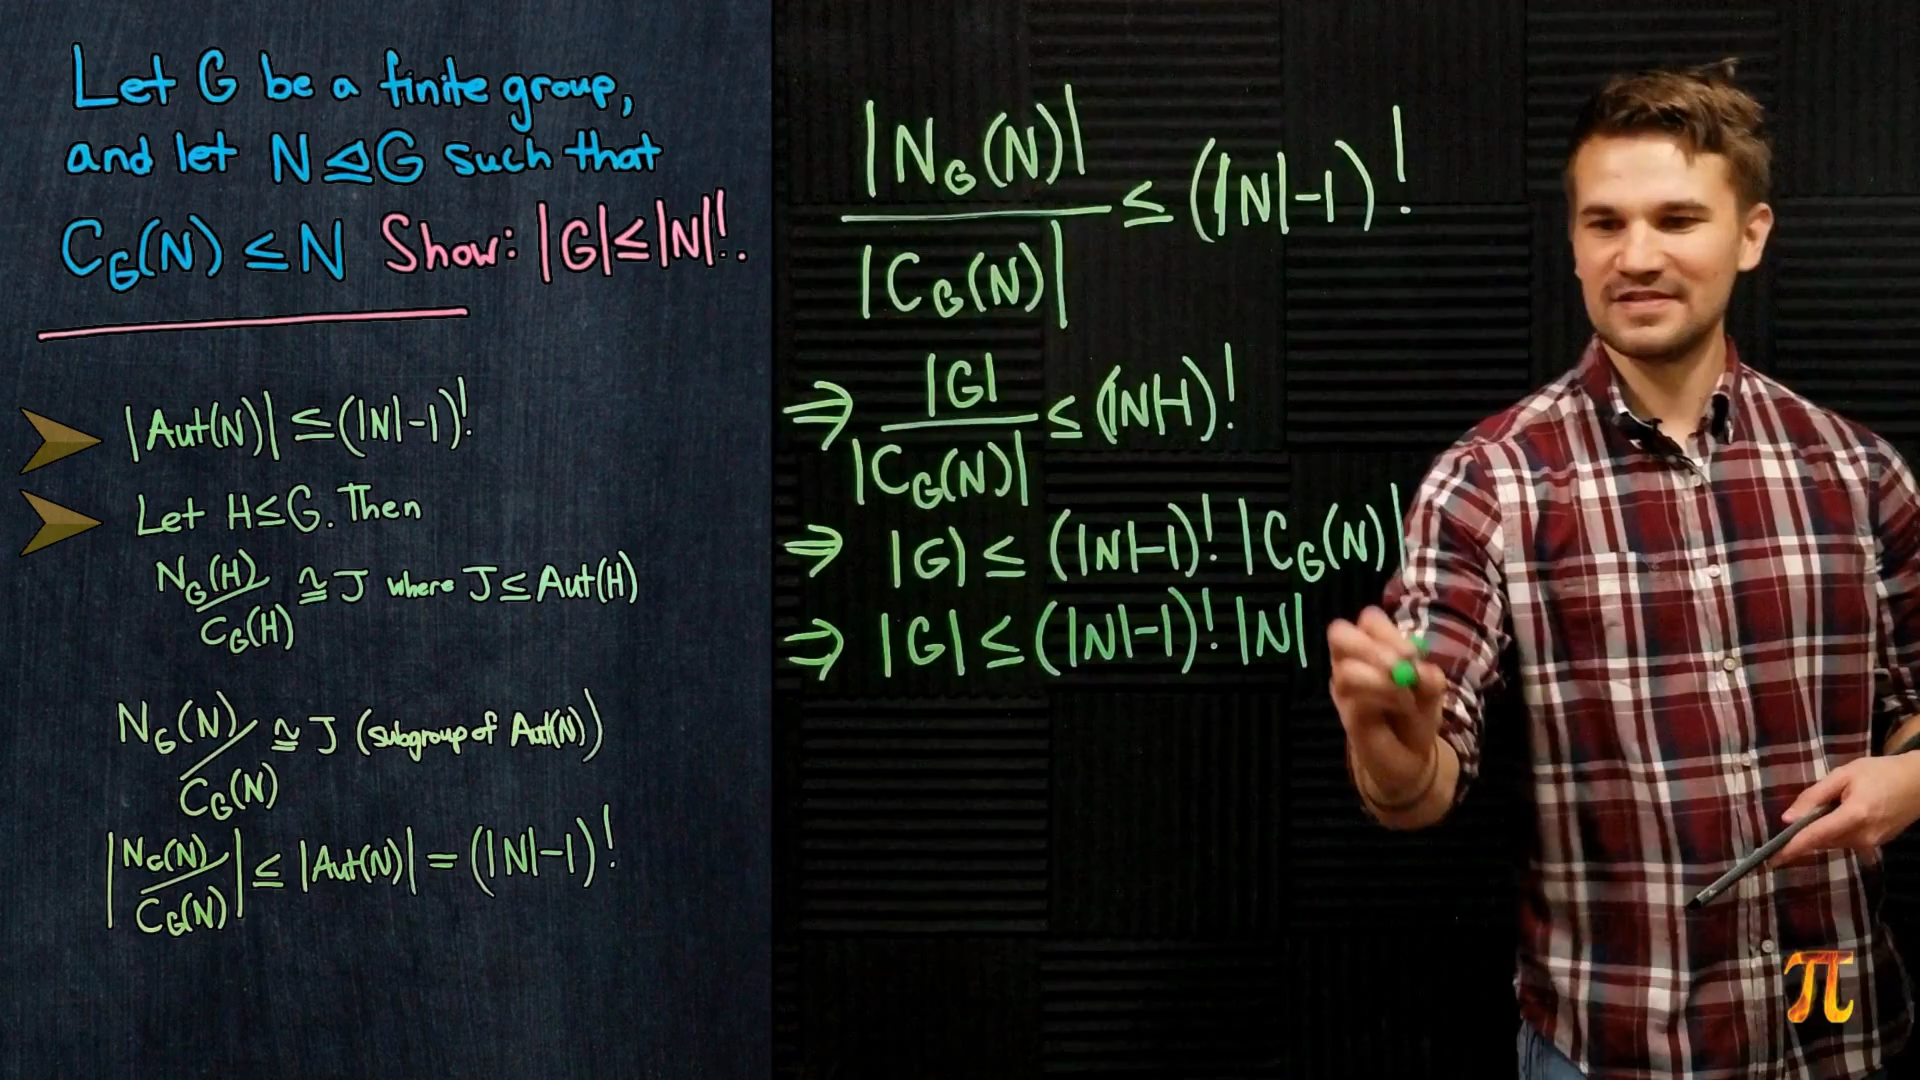 Let G be a finite group,
and let N ⊴ G such that
C_G(N) ≤ N Show: |G| ≤ |N|!.
|Aut(N)| ≤ (|N|-1)!
Let H ≤ G. Then
N_G(H)/C_G(H) ≅ J where J ≤ Aut(H)
N_G(N)/C_G(N) ≅ J (subgroup of Aut(N))
|N_G(N)/C_G(N)| ≤ |Aut(N)| = (|N|-1)!
|N_G(N)|/|C_G(N)| ≤ (|N|-1)!
⇒ |G|/|C_G(N)| ≤ (|N|-1)!
⇒ |G| ≤ (|N|-1)! |C_G(N)|
⇒ |G| ≤ (|N|-1)! |N|
π